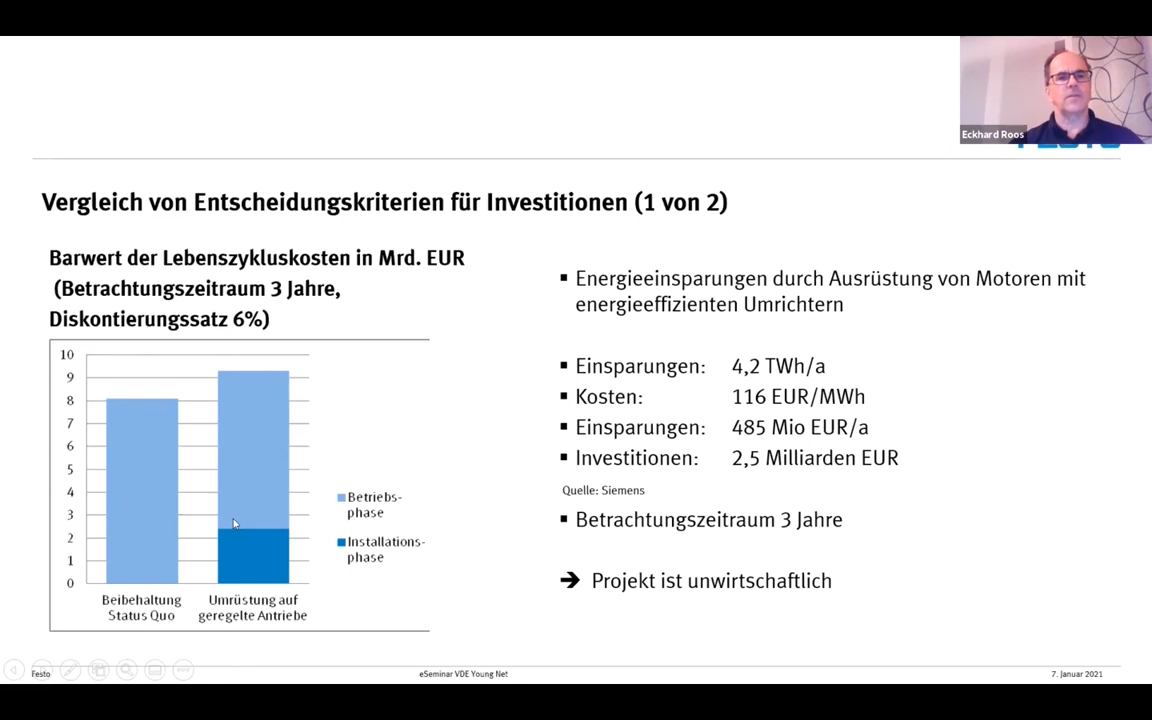 Eckhard Roos
Vergleich von Entscheidungskriterien für Investitionen (1 von 2)
Barwert der Lebenszykluskosten in Mrd. EUR
(Betrachtungszeitraum 3 Jahre,
Diskontierungssatz 6%)
10
9
8
7
6
5
4
3
2
1
0
Beibehaltung
Status Quo
Umrüstung auf
geregelte Antriebe
Betriebs-
phase
Installations-
phase
▪ Energieeinsparungen durch Ausrüstung von Motoren mit
energieeffizienten Umrichtern
▪ Einsparungen: 4,2 TWh/a
▪ Kosten: 116 EUR/MWh
▪ Einsparungen: 485 Mio EUR/a
▪ Investitionen: 2,5 Milliarden EUR
Quelle: Siemens
▪ Betrachtungszeitraum 3 Jahre
➔ Projekt ist unwirtschaftlich
Festo
eSeminar VDE Young Net
7. Januar 2021